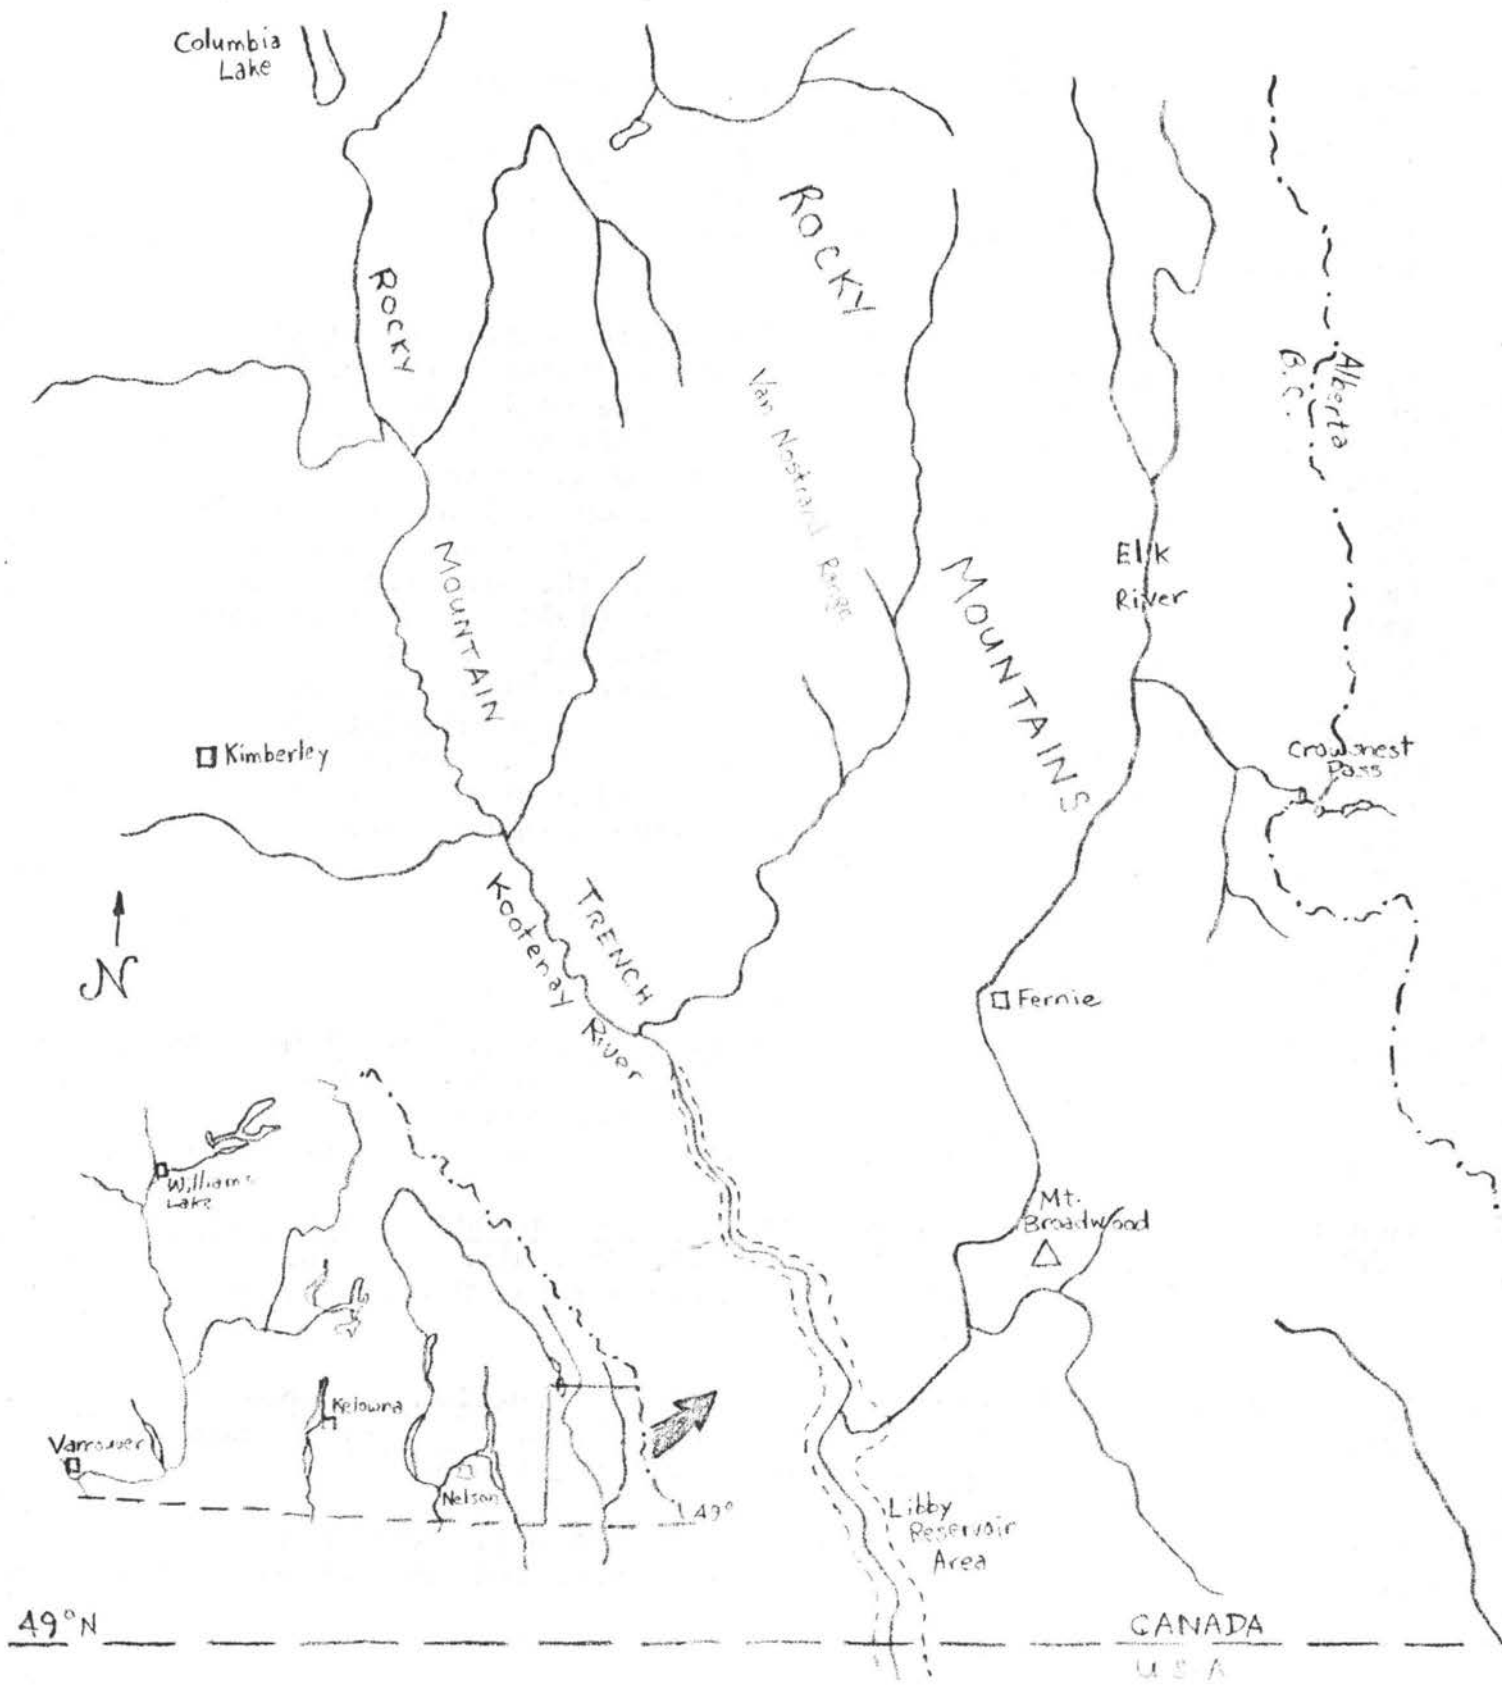 Columbia
Lake
ROCKY
MOUNTAIN
TRENCH
ROCKY
MOUNTAINS
Van Nostrand Range
Alberta
B.C.
Elk
River
Crowsnest
Pass
Kimberley
N
Kootenay River
Fernie
Mt.
Broadwood
Williams
Lake
Kelowna
Vancouver
Nelson
49°
Libby
Reservoir
Area
49°N
CANADA
USA